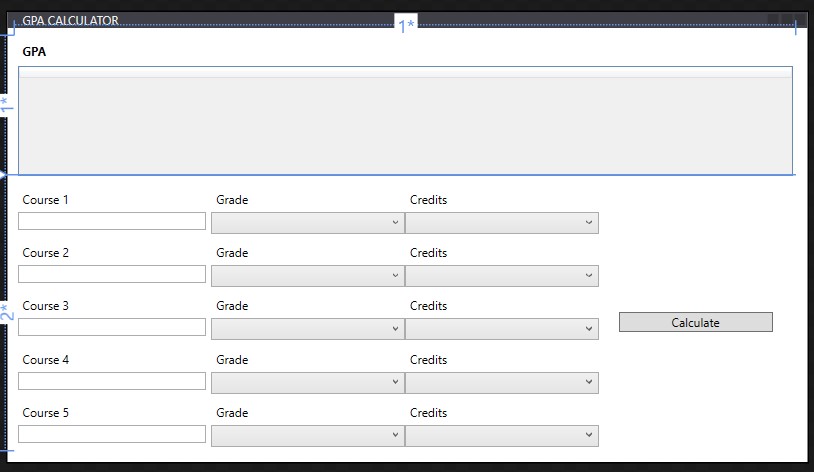 GPA CALCULATOR
1*
GPA
1*
Course 1 Grade Credits
Course 2 Grade Credits
2*
Course 3 Grade Credits
Calculate
Course 4 Grade Credits
Course 5 Grade Credits